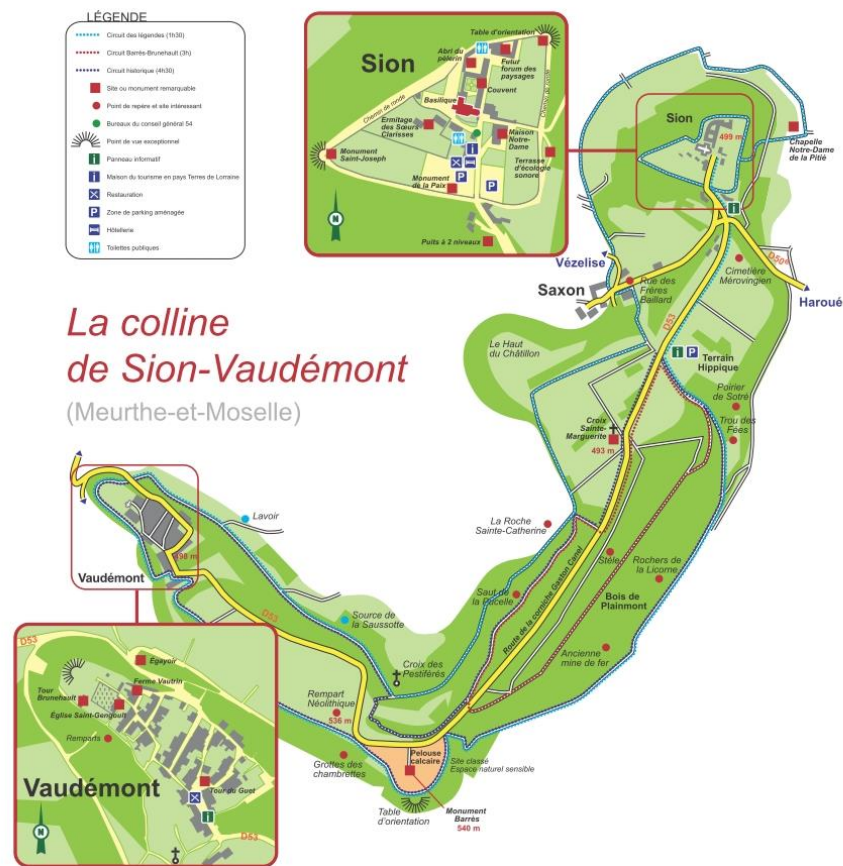 LÉGENDE
Circuit des légendes (1h30)
Circuit Barrès-Brunehault (3h)
Circuit historique (4h30)
Site ou monument remarquable
Point de repère et site intéressant
Bureaux du conseil général 54
Point de vue exceptionnel
Panneau informatif
Maison du tourisme en pays Terres de Lorraine
Restauration
Zone de parking aménagée
Hôtellerie
Toilettes publiques
Sion
Table d'orientation
Abri du
pèlerin
Futur
forum des
paysages
Couvent
Chemin de ronde
Chemin de ronde
Basilique
Ermitage
des Sœurs
Clarisses
Maison
Notre-
Dame
Monument
Saint-Joseph
Terrasse
d'écologie
sonore
Monument
de la Paix
Puits à 2 niveaux
N
Sion
499 m
Chapelle
Notre-Dame
de la Pitié
La colline
de Sion-Vaudémont
(Meurthe-et-Moselle)
Vézelise
Saxon
Rue des
Frères
Baillard
D50ᴱ
Cimetière
Mérovingien
Haroué
D53
Le Haut
du Châtillon
Terrain
Hippique
Poirier
de Sotré
Trou des
Fées
Croix
Sainte-
Marguerite
493 m
La Roche
Sainte-Catherine
Stèle
Rochers de
la Licorne
Bois de
Plainmont
Saut de
la Pucelle
Route de la corniche Gaston Canel
Ancienne
mine de fer
Lavoir
498 m
Vaudémont
D53
Source de
la Saussotte
Croix des
Pestiférés
Rempart
Néolithique
536 m
Grottes des
chambrettes
Pelouse
calcaire
Site classé
Espace naturel sensible
Table
d'orientation
Monument
Barrès
540 m
D53
Egayoir
Ferme Vautrin
Tour
Brunehault
Église Saint-Gengoult
Remparts
Vaudémont
Tour du Guet
D53
N